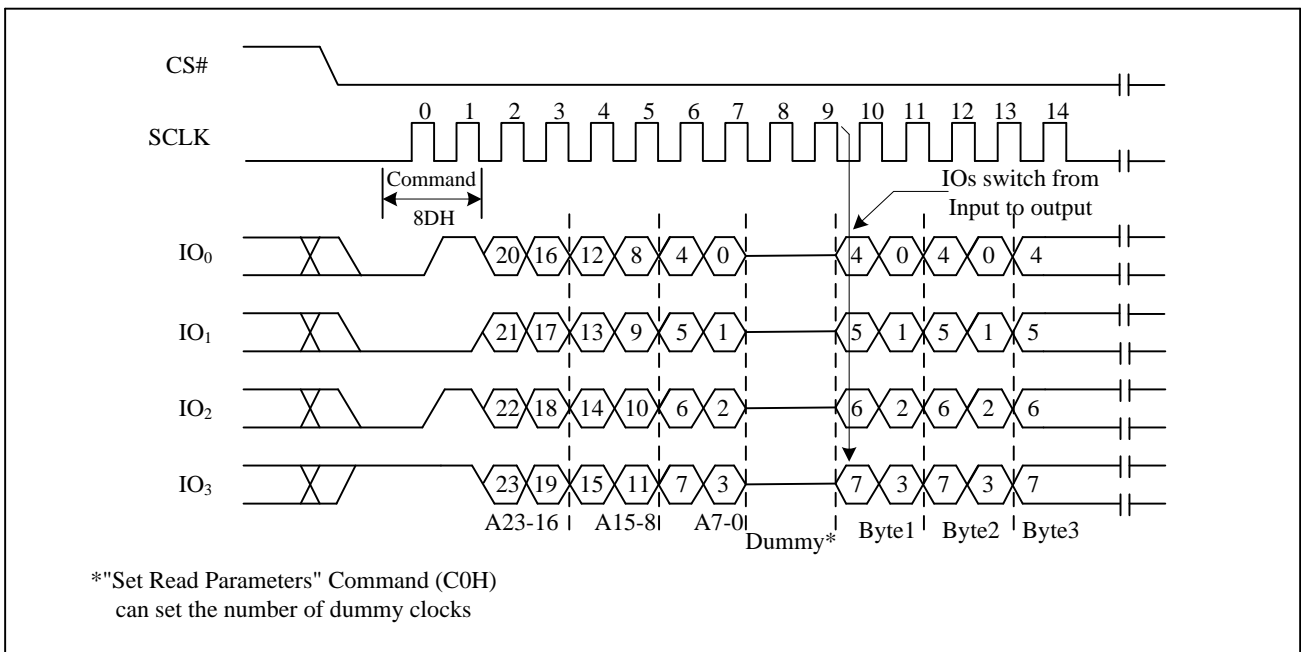 CS#
0 1 2 3 4 5 6 7 8 9 10 11 12 13 14
SCLK
Command
8DH
IOs switch from
Input to output
IO0 20 16 12 8 4 0 4 0 4 0 4
IO1 21 17 13 9 5 1 5 1 5 1 5
IO2 22 18 14 10 6 2 6 2 6 2 6
IO3 23 19 15 11 7 3 7 3 7 3 7
A23-16 A15-8 A7-0 Dummy* Byte1 Byte2 Byte3
*"Set Read Parameters" Command (C0H)
can set the number of dummy clocks